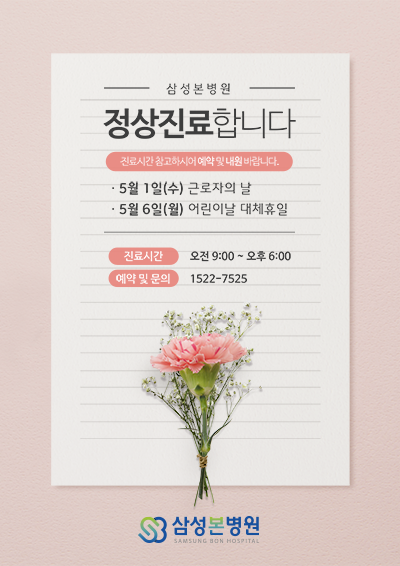 삼성본병원
정상진료합니다
진료시간 참고하시어 예약 및 내원 바랍니다.
· 5월 1일(수) 근로자의 날
· 5월 6일(월) 어린이날 대체휴일
진료시간 오전 9:00 ~ 오후 6:00
예약 및 문의 1522-7525
삼성본병원
SAMSUNG BON HOSPITAL